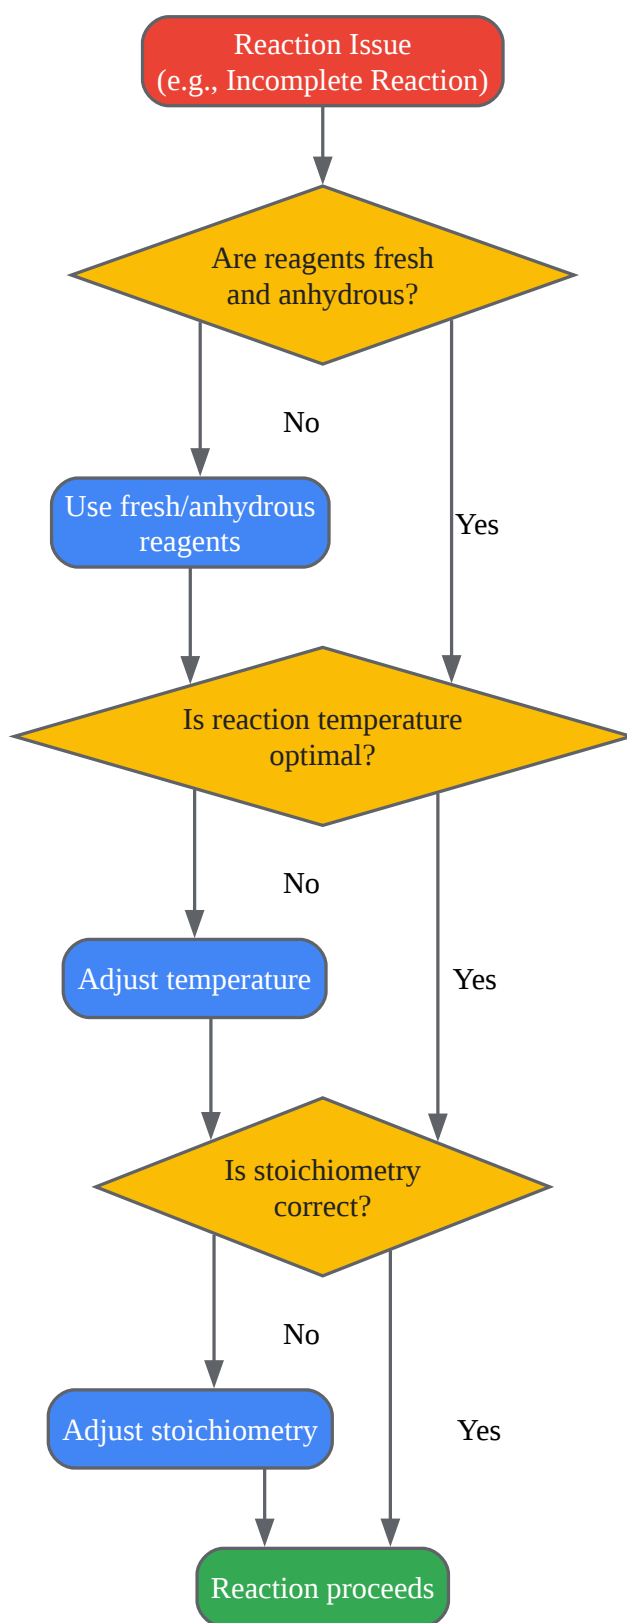 Reaction Issue
(e.g., Incomplete Reaction)
Are reagents fresh
and anhydrous?
No
Use fresh/anhydrous
reagents
Yes
Is reaction temperature
optimal?
No
Adjust temperature
Yes
Is stoichiometry
correct?
No
Adjust stoichiometry
Yes
Reaction proceeds